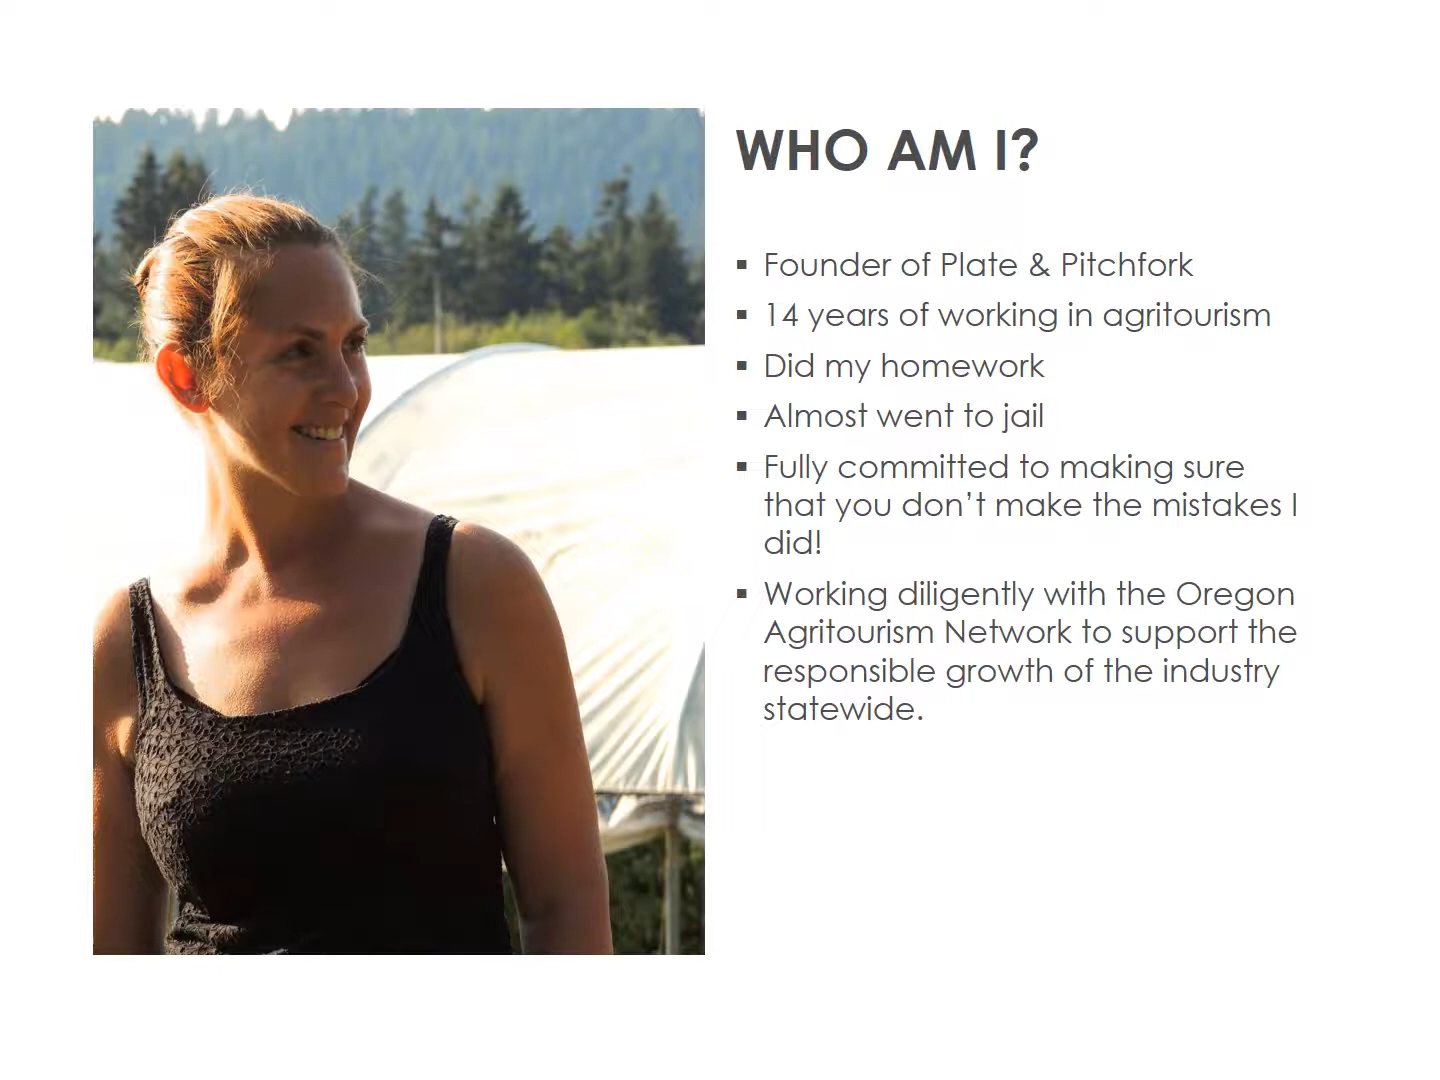 WHO AM I?
▪ Founder of Plate & Pitchfork
▪ 14 years of working in agritourism
▪ Did my homework
▪ Almost went to jail
▪ Fully committed to making sure
that you don’t make the mistakes I
did!
▪ Working diligently with the Oregon
Agritourism Network to support the
responsible growth of the industry
statewide.